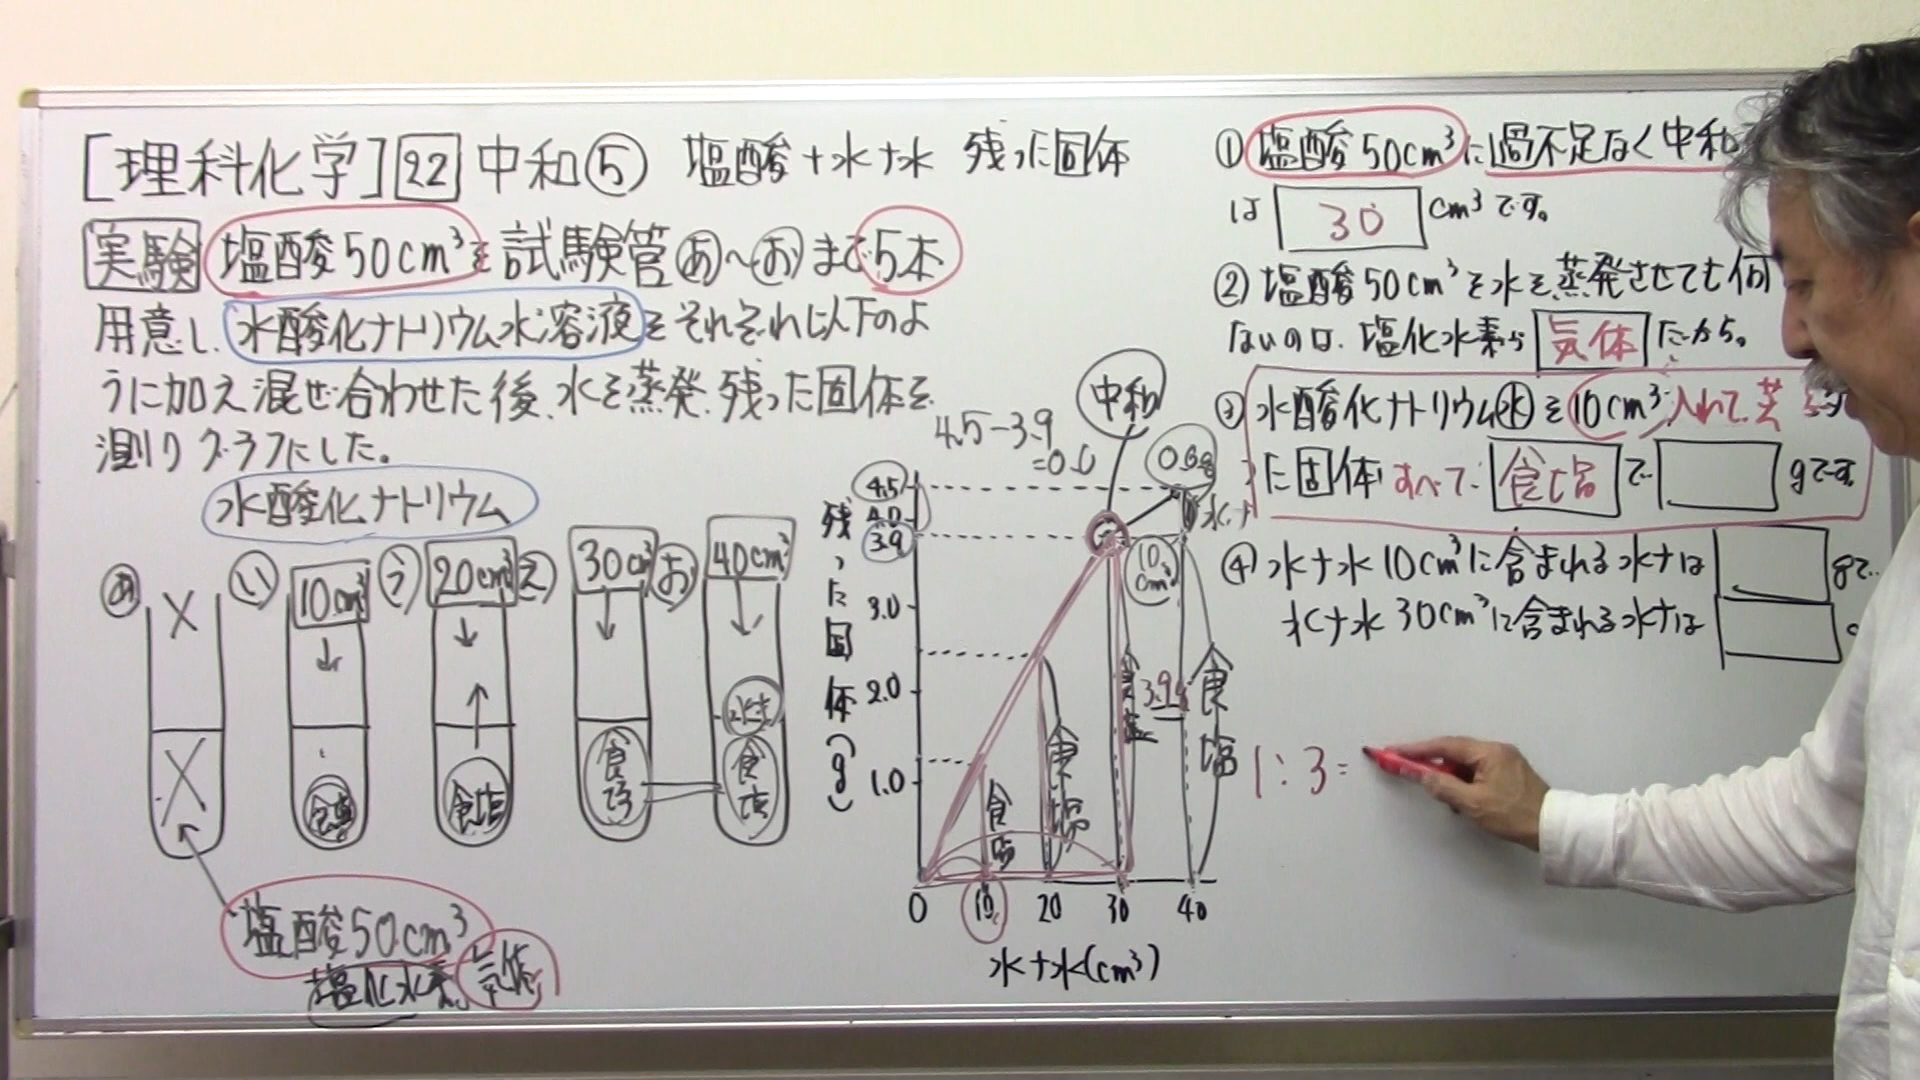 [理科化学] 22 中和⑤ 塩酸+水ナ水 残った固体
実験 塩酸50cm³を試験管あ~おまで5本
用意し、水酸化ナトリウム水溶液をそれぞれ以下のよ
うに加え混ぜ合わせた後、水を蒸発、残った固体を
測りグラフにした。
水酸化ナトリウム
あ い う え お
10cm³ 20cm³ 30cm³ 40cm³
食塩 食塩 食塩 食塩
塩酸50cm³
塩化水素 気体
中和
4.5-3.9
=0.6
0.6g
残った固体(g)
4.5
4.0
3.9
3.0
2.0
1.0
10cm³
3.9g
食塩 食塩 食塩 食塩
0 10 20 30 40
水ナ水(cm³)
① 塩酸50cm³に過不足なく中和
は 30 cm³です。
② 塩酸50cm³を水を蒸発させても何
ないのは、塩化水素が 気体 だから。
③ 水酸化ナトリウム水を10cm³入れて蒸
た固体はすべて 食塩 で gです。
④ 水ナ水10cm³に含まれる水ナは gで
水ナ水30cm³に含まれる水ナは
1:3=